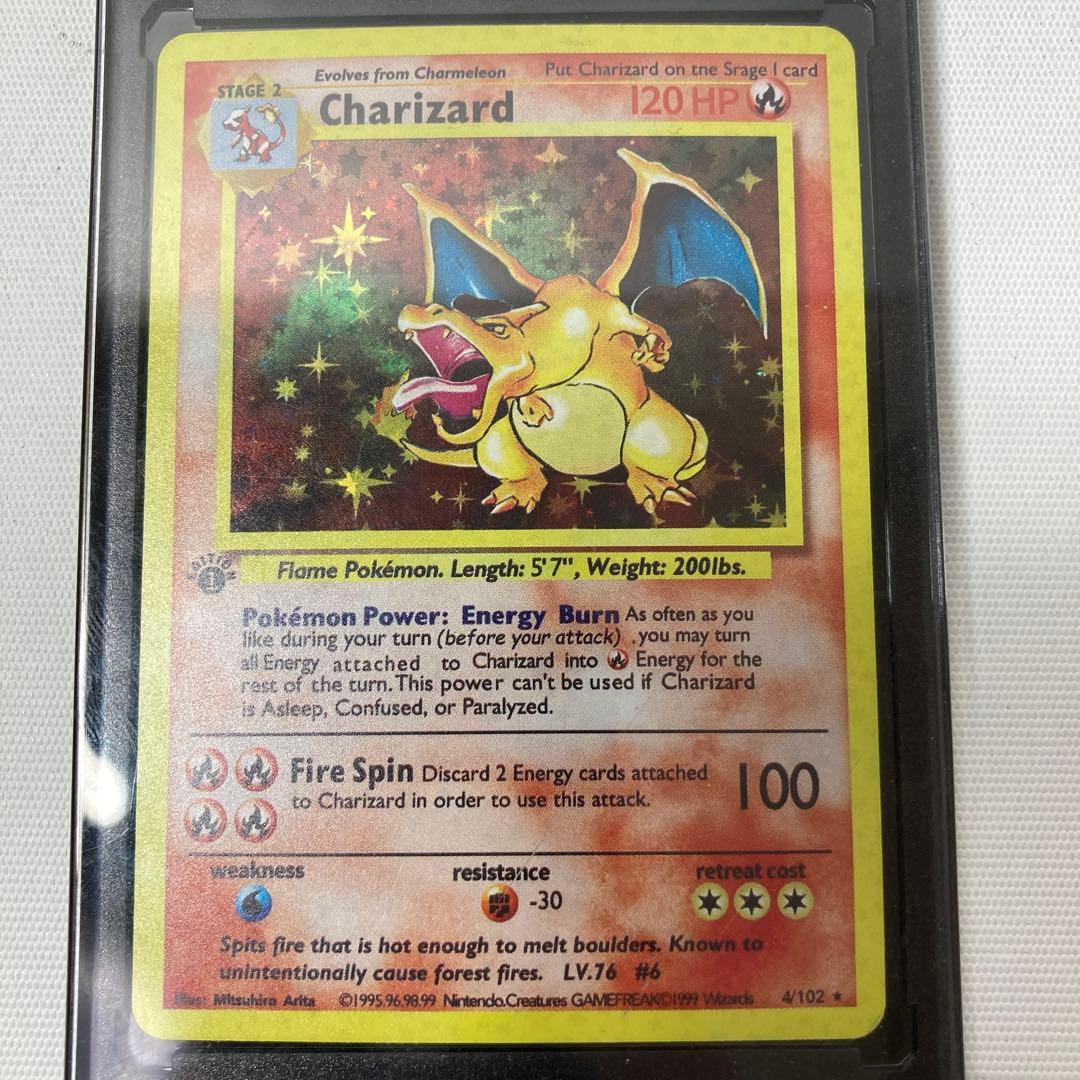 Evolves from Charmeleon
Put Charizard on tne Srage I card
STAGE 2
Charizard
120 HP
EDITION
1
Flame Pokémon. Length: 5'7", Weight: 200lbs.
Pokémon Power: Energy Burn As often as you
like during your turn (before your attack) .you may turn
all Energy attached to Charizard into Energy for the
rest of the turn. This power can't be used if Charizard
is Asleep, Confused, or Paralyzed.
Fire Spin Discard 2 Energy cards attached
to Charizard in order to use this attack.
100
weakness
resistance
retreat cost
-30
Spits fire that is hot enough to melt boulders. Known to
unintentionally cause forest fires. LV.76 #6
Illus: Mitsuhiro Arita ©1995.96.98.99 Nintendo.Creatures GAMEFREAK©1999 Wizards 4/102 ★